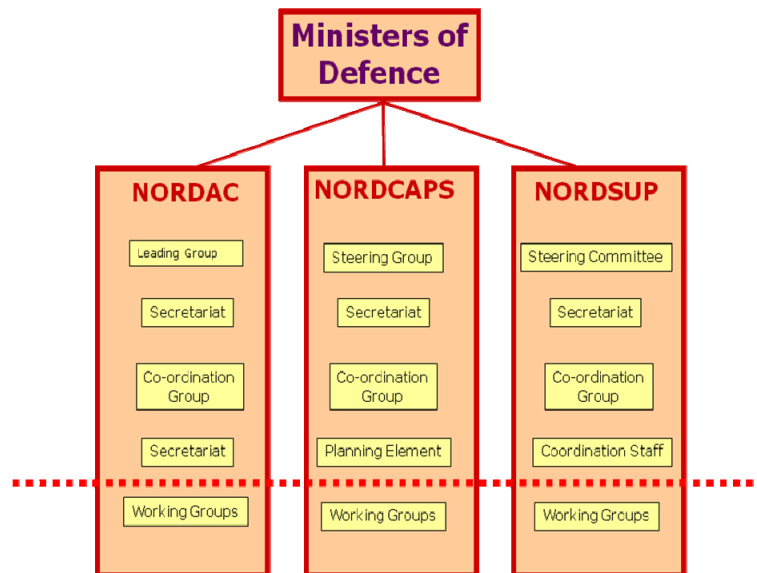 Ministers of
Defence
NORDAC
Leading Group
Secretariat
Co-ordination
Group
Secretariat
Working Groups
NORDCAPS
Steering Group
Secretariat
Co-ordination
Group
Planning Element
Working Groups
NORDSUP
Steering Committee
Secretariat
Co-ordination
Group
Coordination Staff
Working Groups